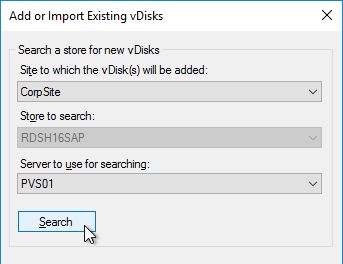 Add or Import Existing vDisks
Search a store for new vDisks
Site to which the vDisk(s) will be added:
CorpSite
Store to search:
RDSH16SAP
Server to use for searching:
PVS01
Search